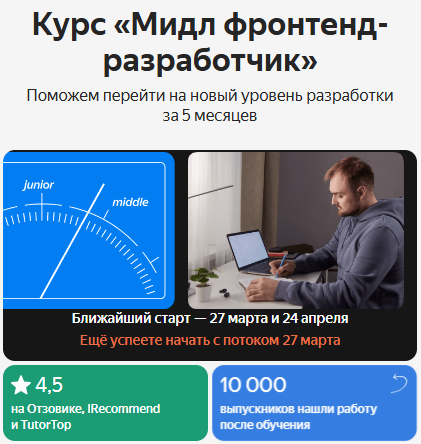 Курс «Мидл фронтенд-
разработчик»
Поможем перейти на новый уровень разработки
за 5 месяцев
junior
middle
Ближайший старт — 27 марта и 24 апреля
Ещё успеете начать с потоком 27 марта
4,5
на Отзовике, IRecommend
и TutorTop
10 000
выпускников нашли работу
после обучения